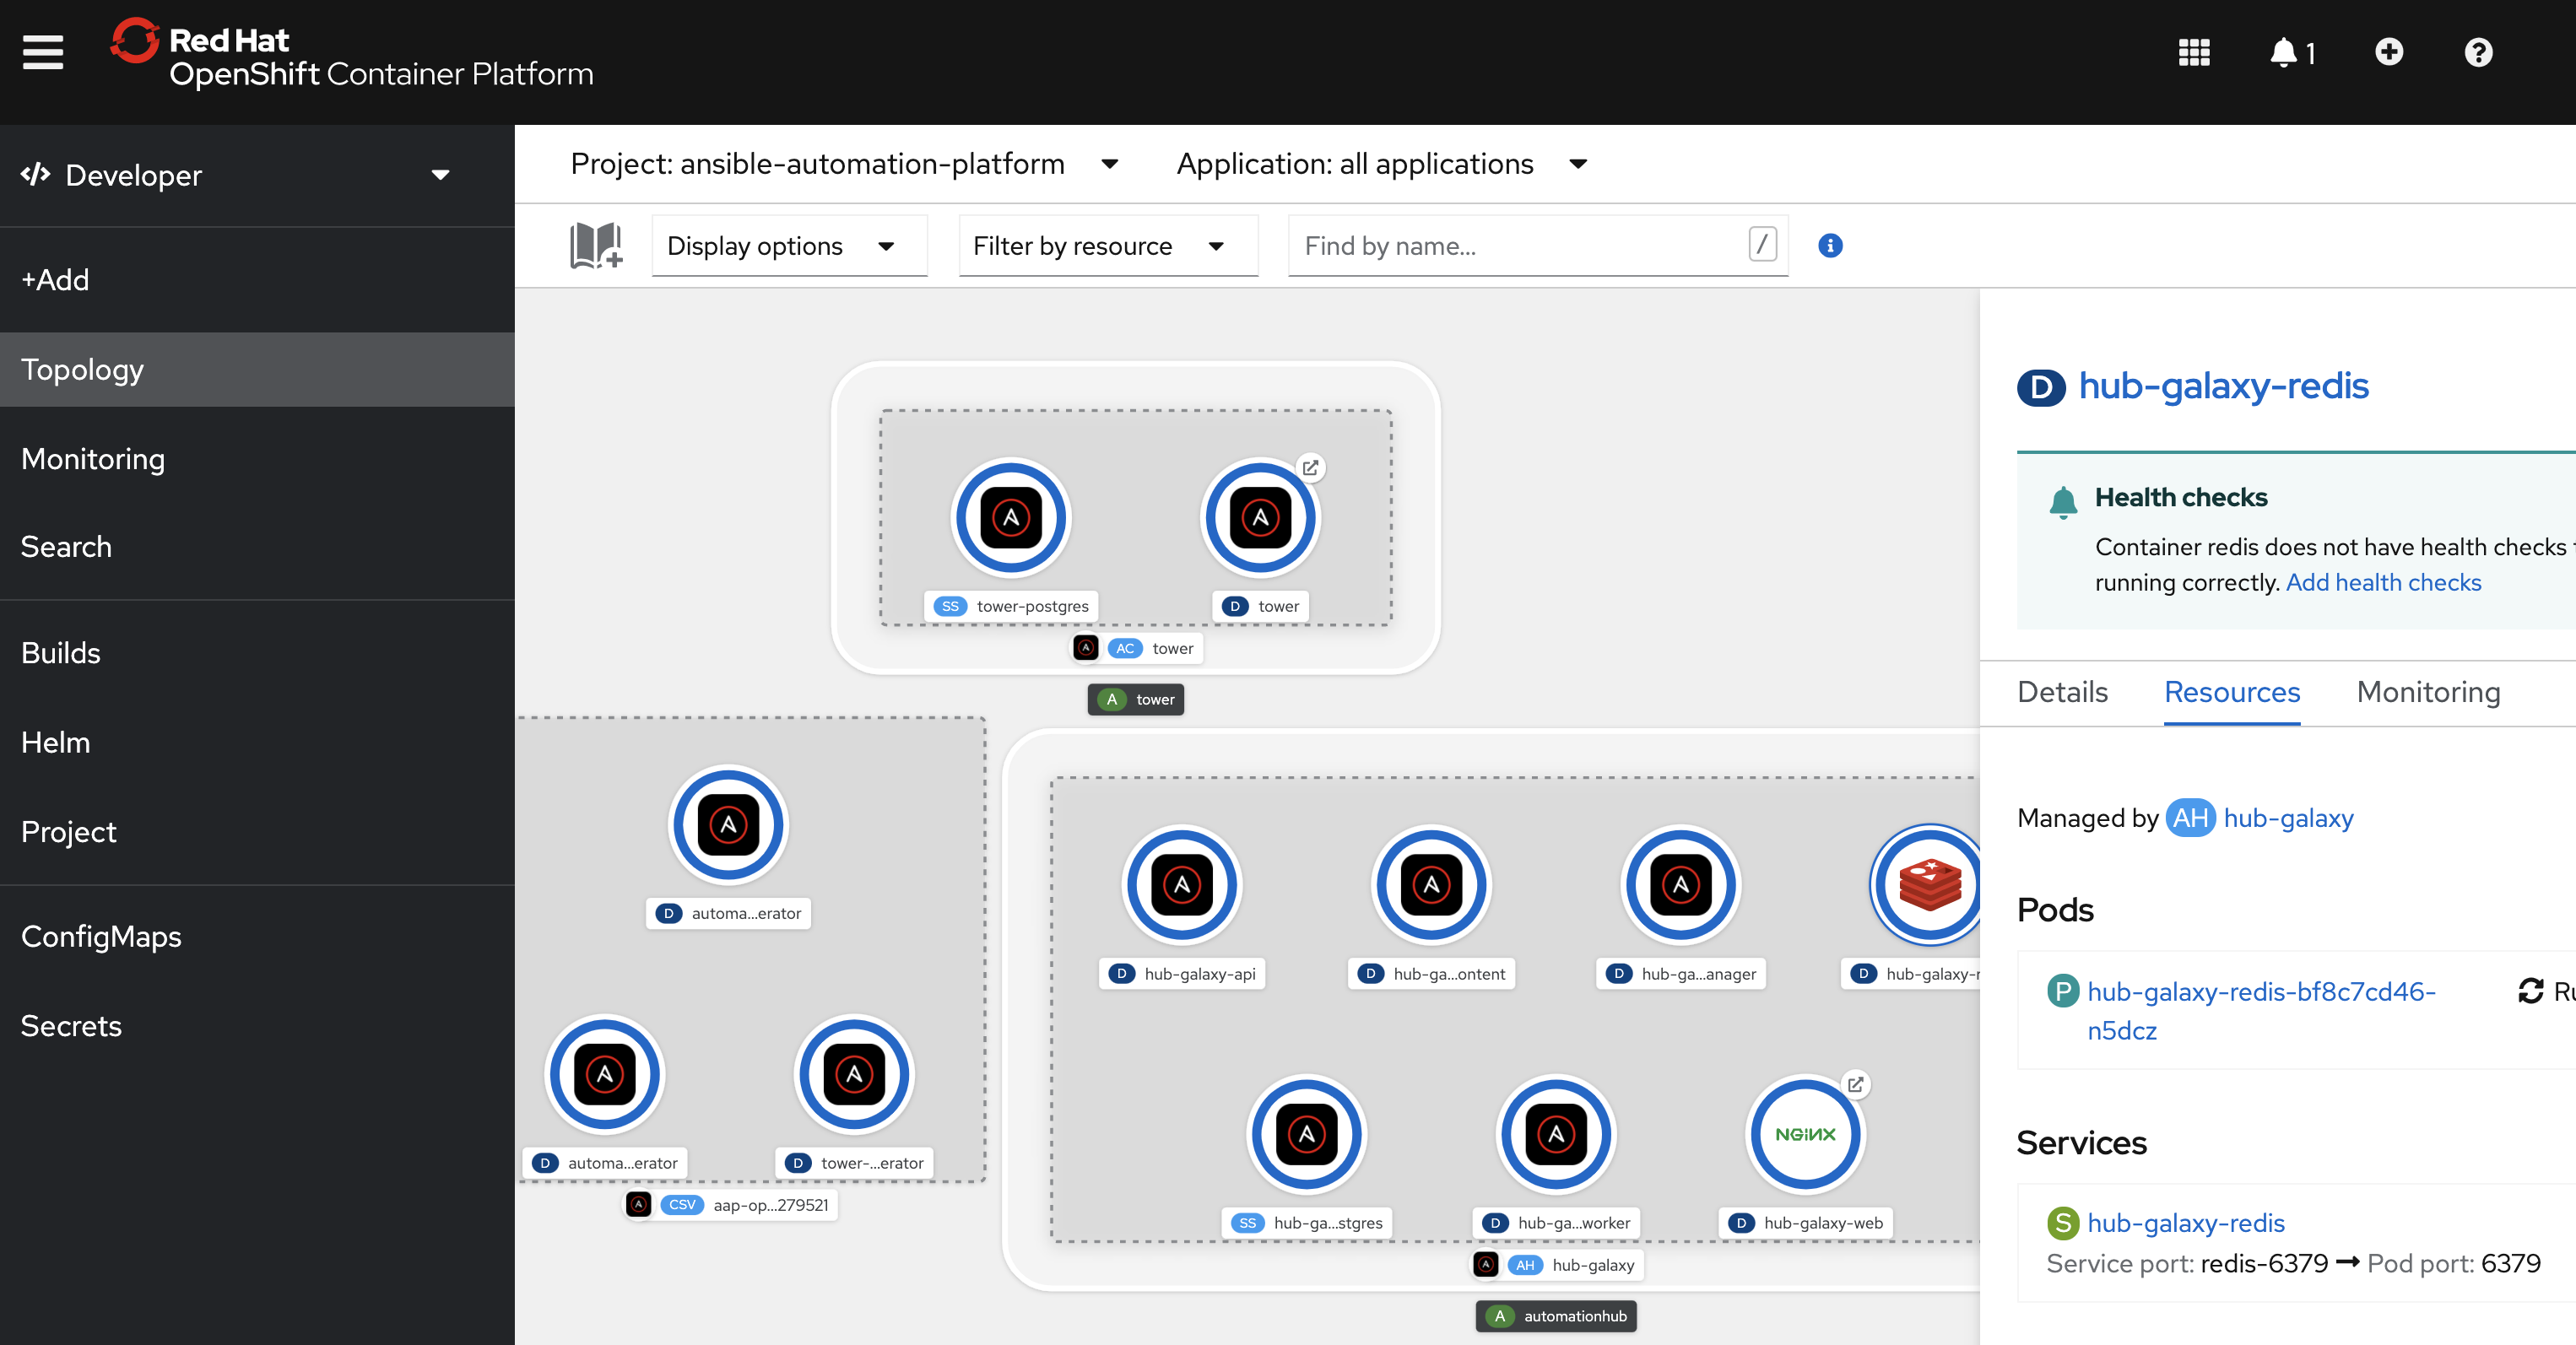 Red Hat
OpenShift Container Platform
1
Developer
+Add
Topology
Monitoring
Search
Builds
Helm
Project
ConfigMaps
Secrets
Project: ansible-automation-platform
Application: all applications
Display options
Filter by resource
Find by name...
/
SS tower-postgres
D tower
AC tower
A tower
D automa...erator
D automa...erator
D tower-...erator
CSV aap-op...279521
D hub-galaxy-api
D hub-ga...ontent
D hub-ga...anager
D hub-galaxy-r
SS hub-ga...stgres
D hub-ga...worker
NGINX
D hub-galaxy-web
AH hub-galaxy
A automationhub
D hub-galaxy-redis
Health checks
Container redis does not have health checks
running correctly. Add health checks
Details
Resources
Monitoring
Managed by AH hub-galaxy
Pods
P hub-galaxy-redis-bf8c7cd46-
n5dcz
Ru
Services
S hub-galaxy-redis
Service port: redis-6379 → Pod port: 6379